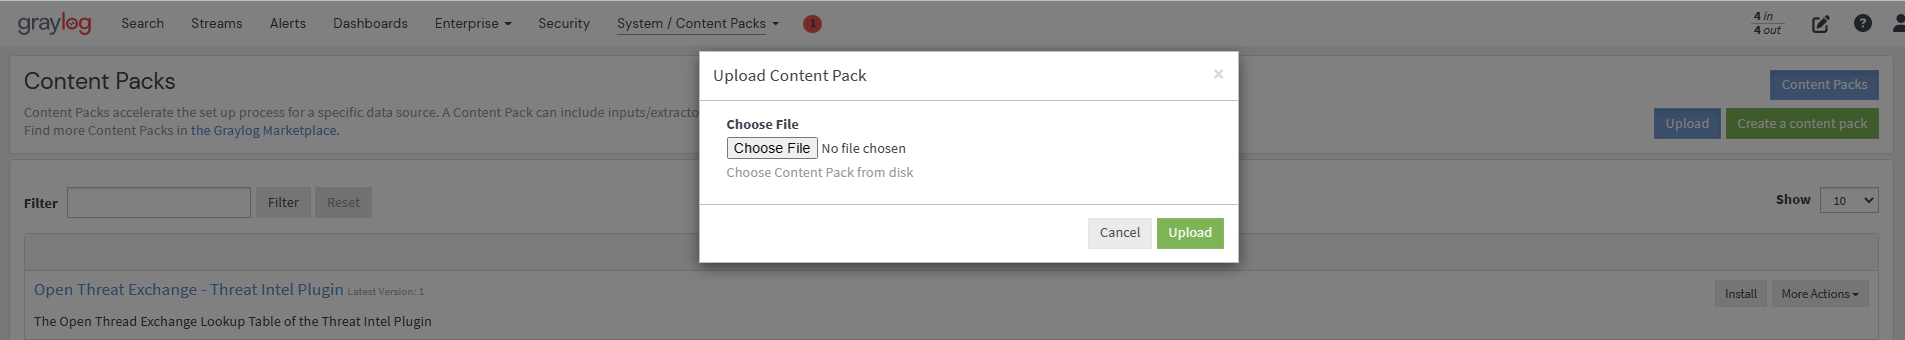 graylog Search Streams Alerts Dashboards Enterprise Security System / Content Packs 1 4 in
4 out
Upload Content Pack ×
Content Packs Content Packs
Content Packs accelerate the set up process for a specific data source. A Content Pack can include inputs/extracto
Find more Content Packs in the Graylog Marketplace.
Upload Create a content pack
Choose File
Choose File No file chosen
Choose Content Pack from disk
Filter Filter Reset Show 10
Cancel Upload
Open Threat Exchange - Threat Intel Plugin Latest Version: 1 Install More Actions
The Open Thread Exchange Lookup Table of the Threat Intel Plugin